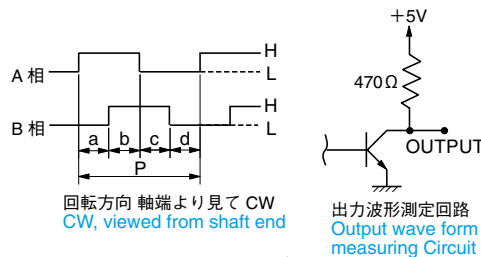 A 相
H
L
B 相
H
L
a b c d
P
回転方向 軸端より見て CW
CW, viewed from shaft end
+5V
470Ω
OUTPUT
出力波形測定回路
Output wave form
measuring Circuit